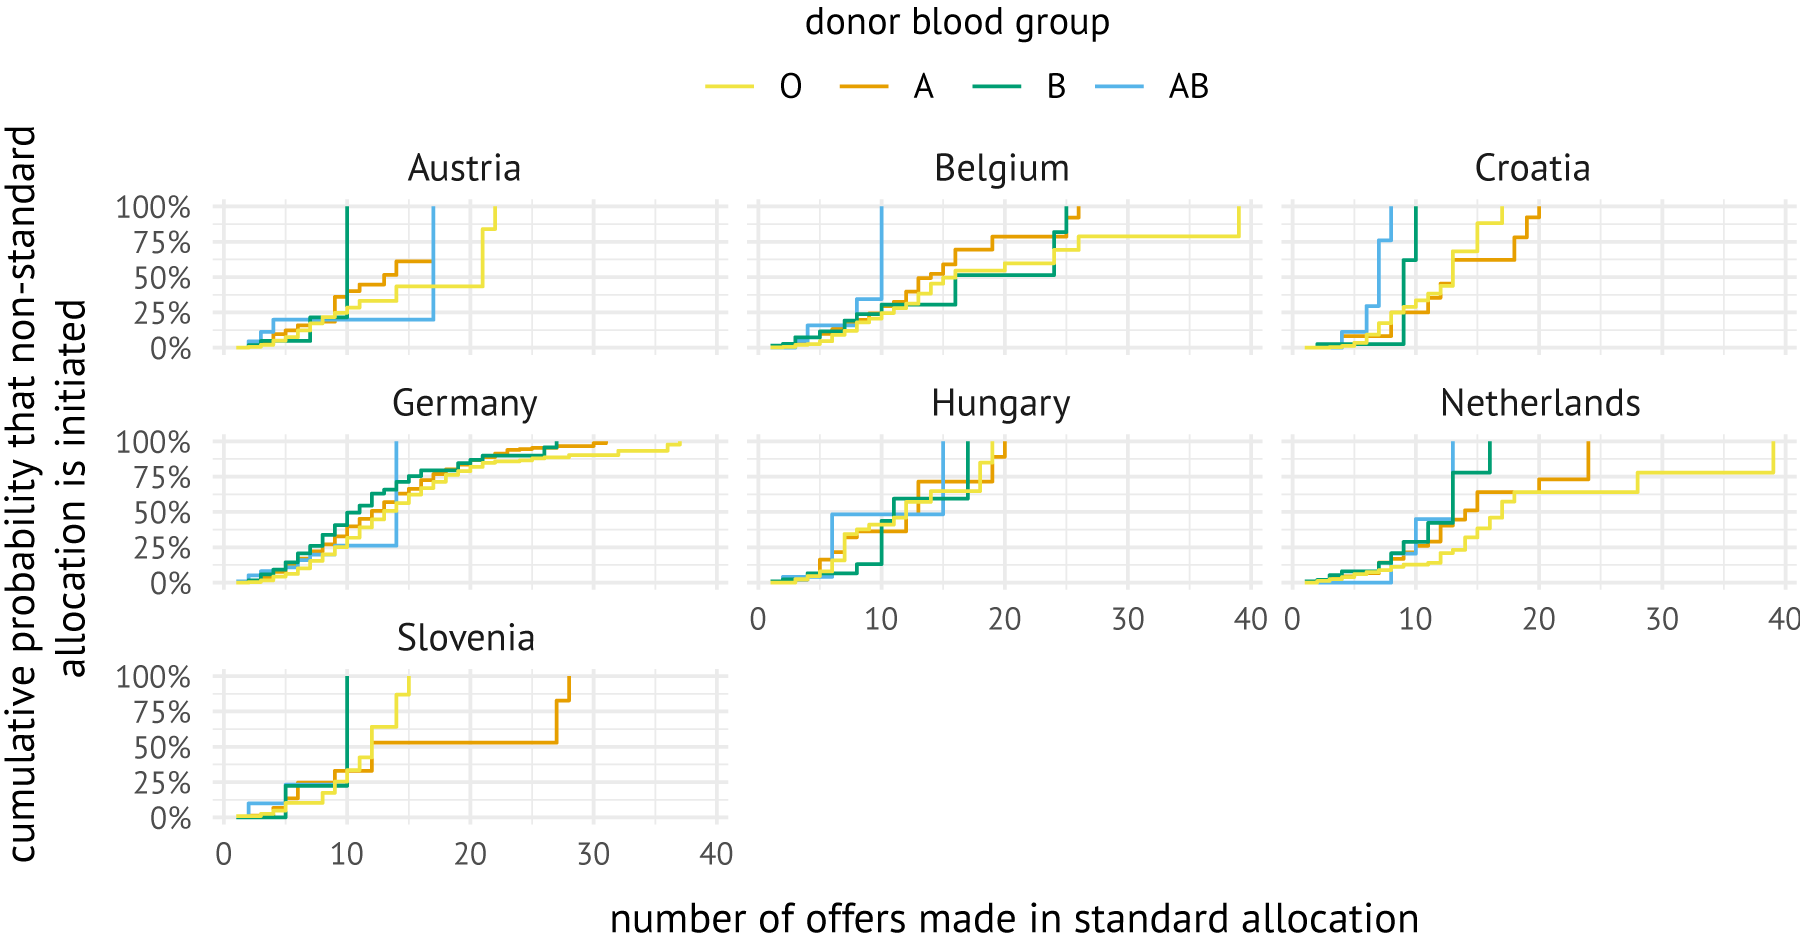 donor blood group
O A B AB
cumulative probability that non-standard
allocation is initiated
Austria Belgium Croatia
100%
75%
50%
25%
0%
Germany Hungary Netherlands
100%
75%
50%
25%
0%
0 10 20 30 40 0 10 20 30 40
Slovenia
100%
75%
50%
25%
0%
0 10 20 30 40
number of offers made in standard allocation